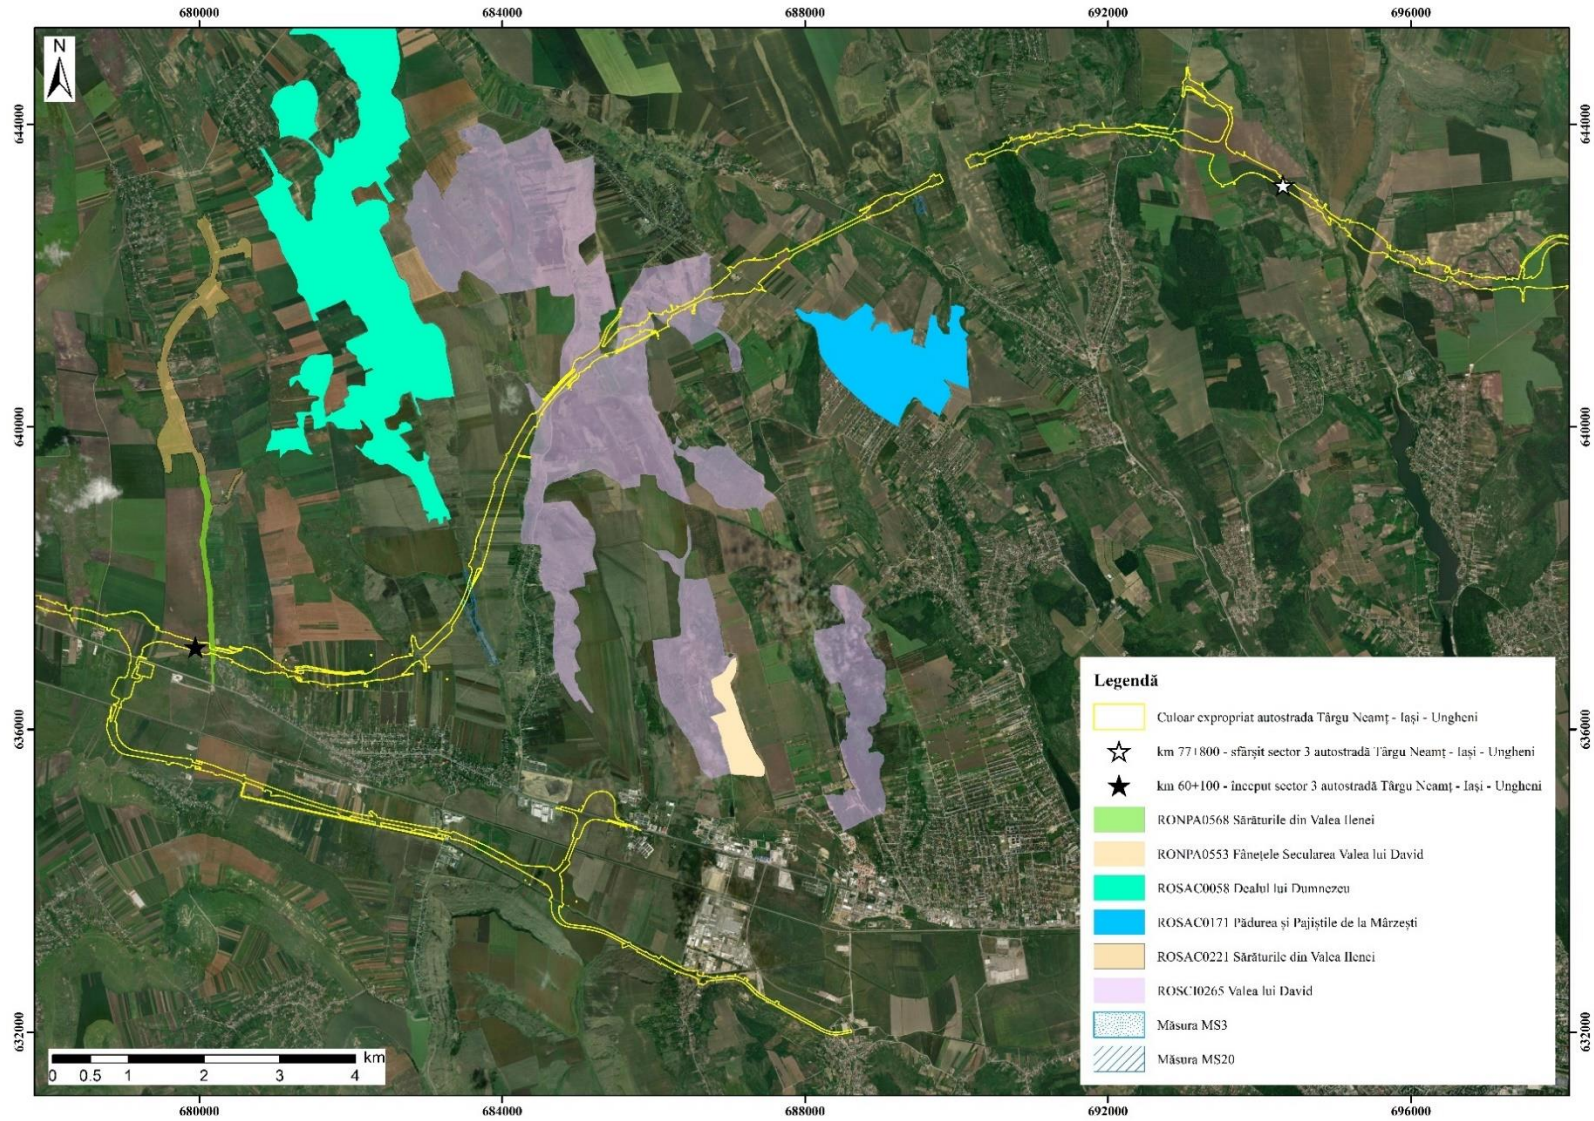 680000 684000 688000 692000 696000
N
644000 644000
640000 640000
636000 636000
632000 632000
Legendă
Culoar expropriat autostrada Târgu Neamț - Iași - Ungheni
km 77+800 - sfârșit sector 3 autostradă Târgu Neamț - Iași - Ungheni
km 60+100 - început sector 3 autostradă Târgu Neamț - Iași - Ungheni
RONPA0568 Sărăturile din Valea Ilenei
RONPA0553 Fânețele Seculare Valea lui David
ROSAC0058 Dealul lui Dumnezeu
ROSAC0171 Pădurea și Pajiștile de la Mârzești
ROSAC0221 Sărăturile din Valea Ilenei
ROSCI0265 Valea lui David
Măsura MS3
Măsura MS20
km
0 0.5 1 2 3 4
680000 684000 688000 692000 696000